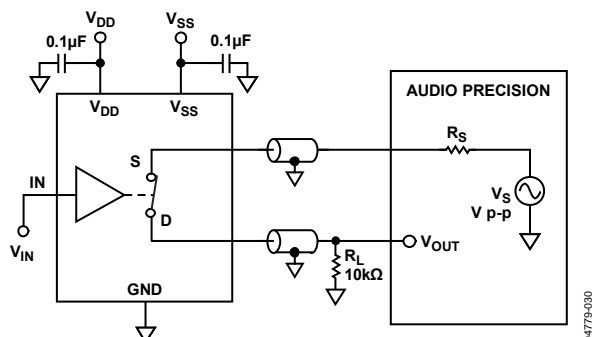 VDD
VSS
0.1µF
0.1µF
VDD
VSS
AUDIO PRECISION
RS
S
IN
VS
V p-p
D
VIN
VOUT
RL
10kΩ
GND
04779-030